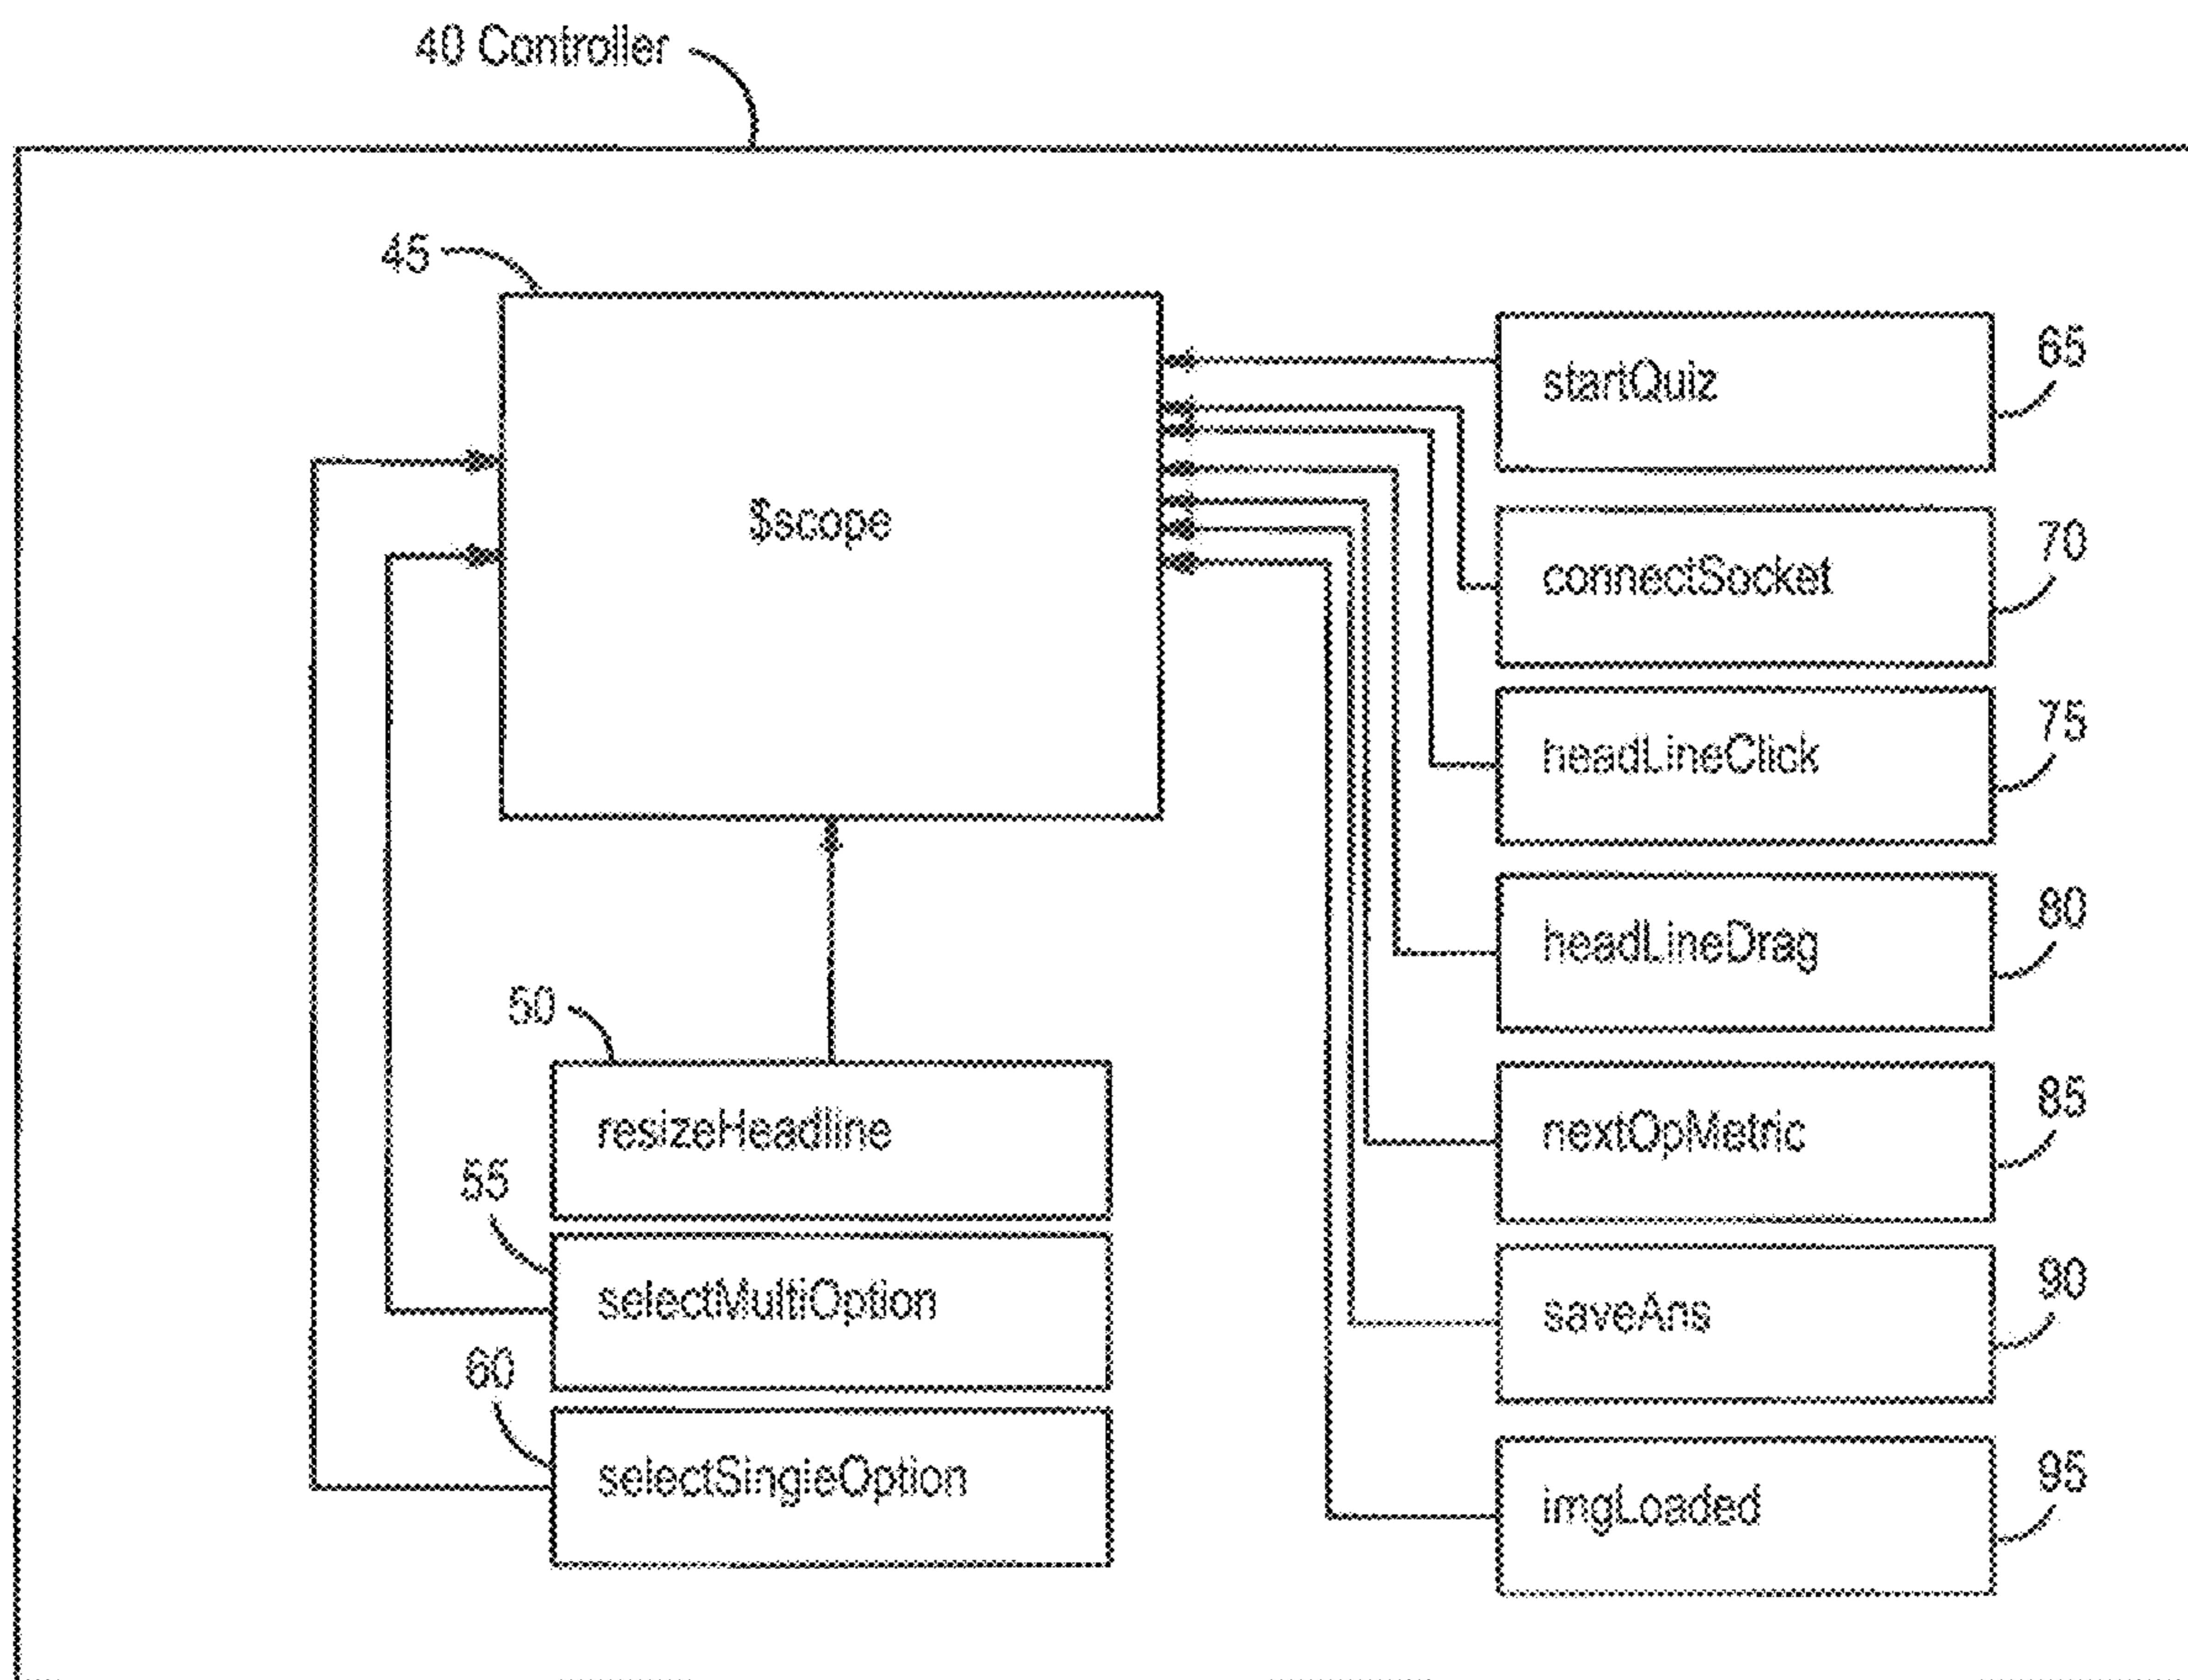 40 Controller
45
$scope
startQuiz
65
connectSocket
70
headLineClick
75
headLineDrag
80
50
resizeHeadline
nextOpMetric
85
55
selectMultiOption
saveAns
90
60
selectSingleOption
imgLoaded
95